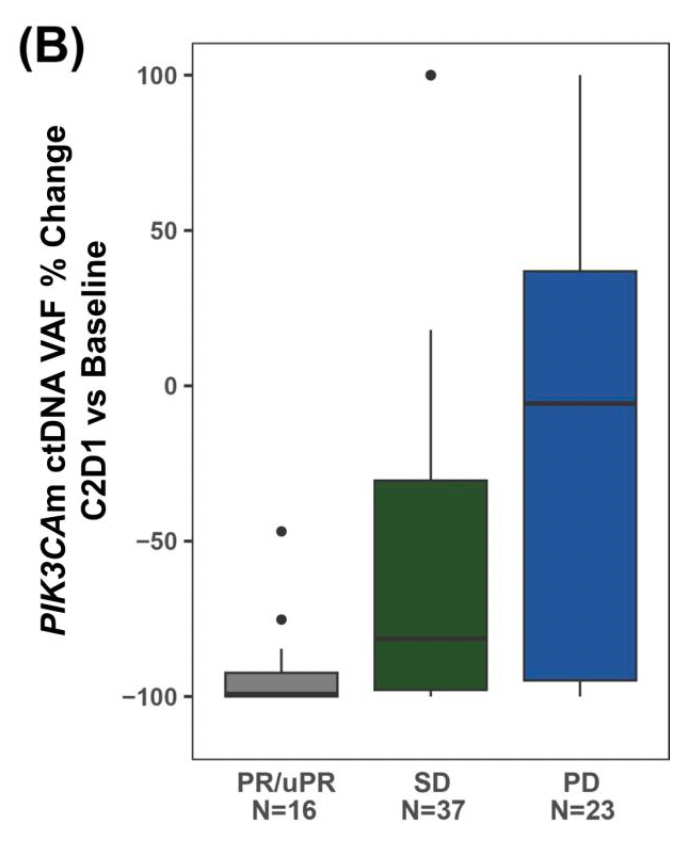 (B)
PIK3CAm ctDNA VAF % Change
C2D1 vs Baseline
100
50
0
−50
−100
PR/uPR
N=16
SD
N=37
PD
N=23